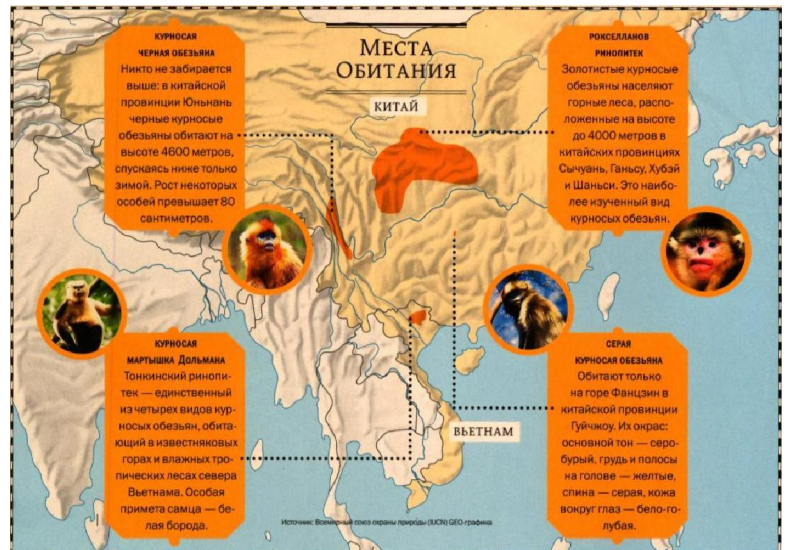 КУРНОСАЯ
ЧЕРНАЯ ОБЕЗЬЯНА
Никто не забирается
выше: в китайской
провинции Юньнань
черные курносые
обезьяны обитают на
высоте 4600 метров,
спускаясь ниже только
зимой. Рост некоторых
особей превышает 80
сантиметров.
МЕСТА
ОБИТАНИЯ
КИТАЙ
РОКСЕЛЛАНОВ
РИНОПИТЕК
Золотистые курносые
обезьяны населяют
горные леса, распо-
ложенные на высоте
до 4000 метров в
китайских провинциях
Сычуань, Ганьсу, Хубэй
и Шаньси. Это наибо-
лее изученный вид
курносых обезьян.
КУРНОСАЯ
МАРТЫШКА ДОЛЬМАНА
Тонкинский ринопи-
тек — единственный
из четырех видов кур-
носых обезьян, обита-
ющий в известняковых
горах и влажных тро-
пических лесах севера
Вьетнама. Особая
примета самца — бе-
лая борода.
ВЬЕТНАМ
СЕРАЯ
КУРНОСАЯ ОБЕЗЬЯНА
Обитают только
на горе Фанцзин в
китайской провинции
Гуйчжоу. Их окрас:
основной тон — серо-
бурый, грудь и полосы
на голове — желтые,
спина — серая, кожа
вокруг глаз — бело-го-
лубая.
Источник: Всемирный союз охраны природы (IUCN) GEO-графика